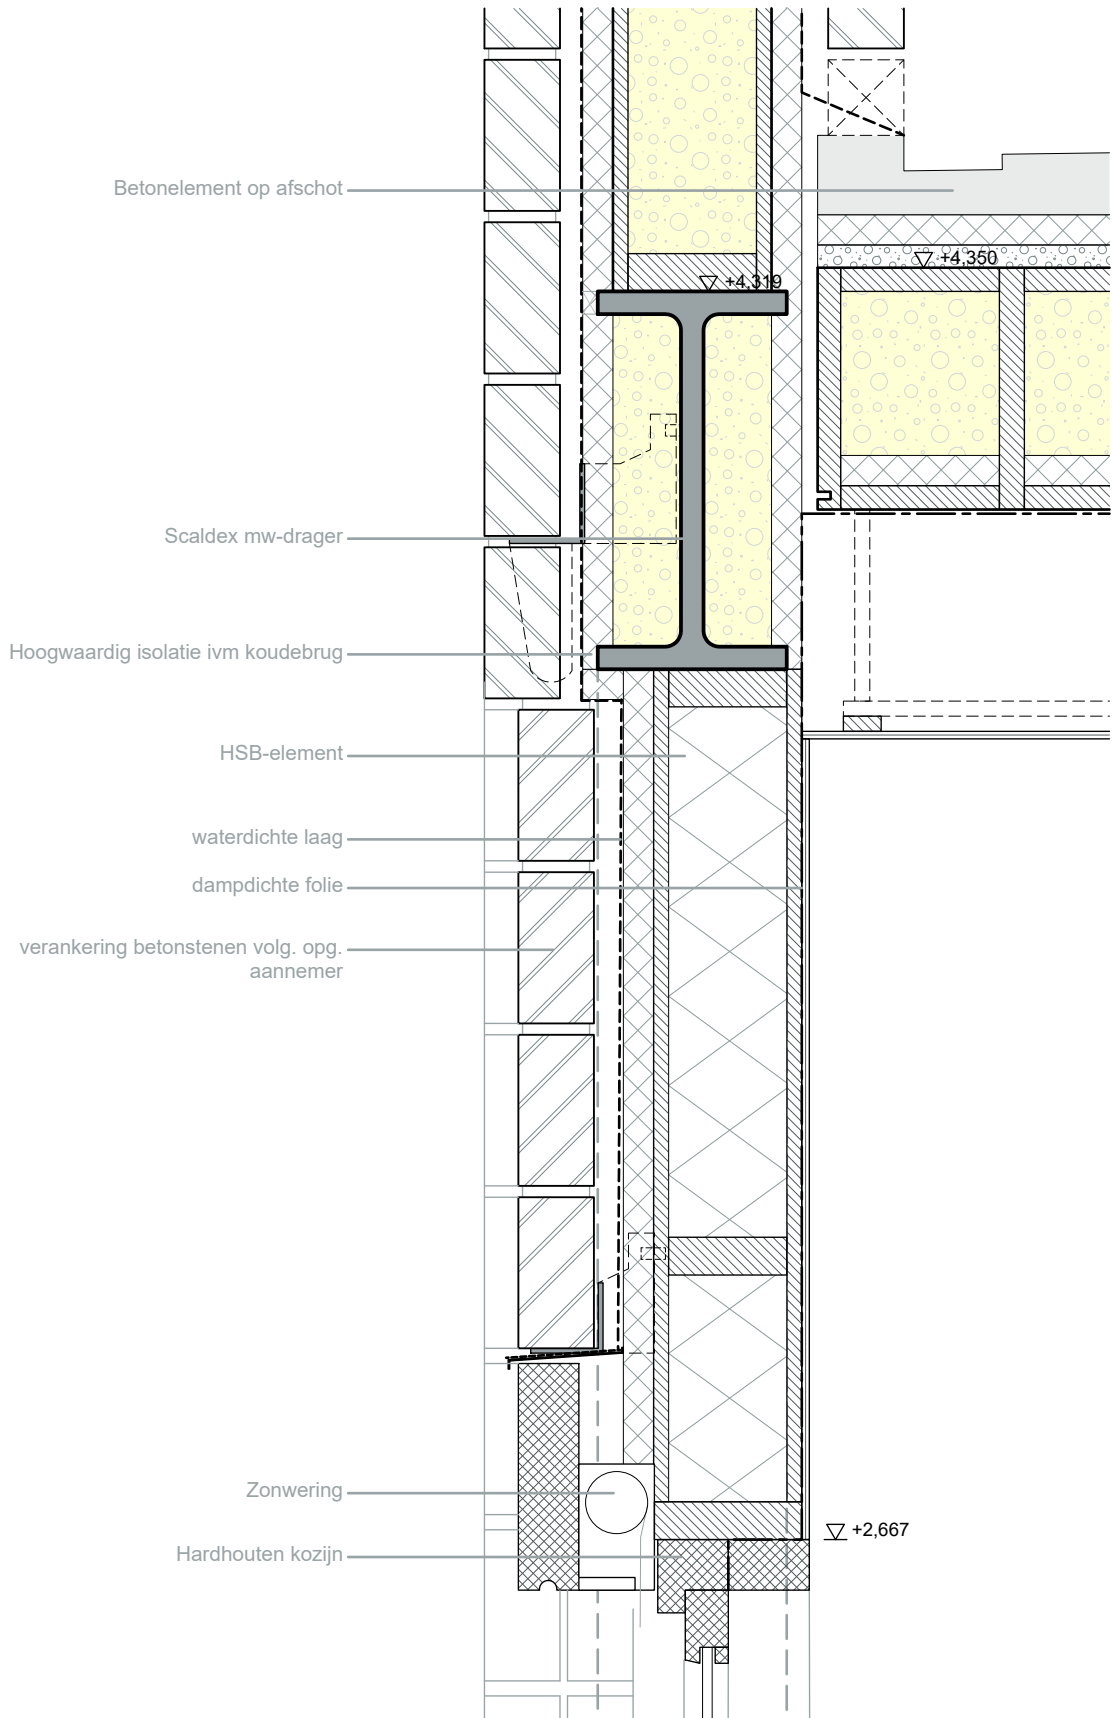 Betonelement op afschot
+4,350
+4,319
Scaldex mw-drager
Hoogwaardig isolatie ivm koudebrug
HSB-element
waterdichte laag
dampdichte folie
verankering betonstenen volg. opg.
aannemer
Zonwering
+2,667
Hardhouten kozijn